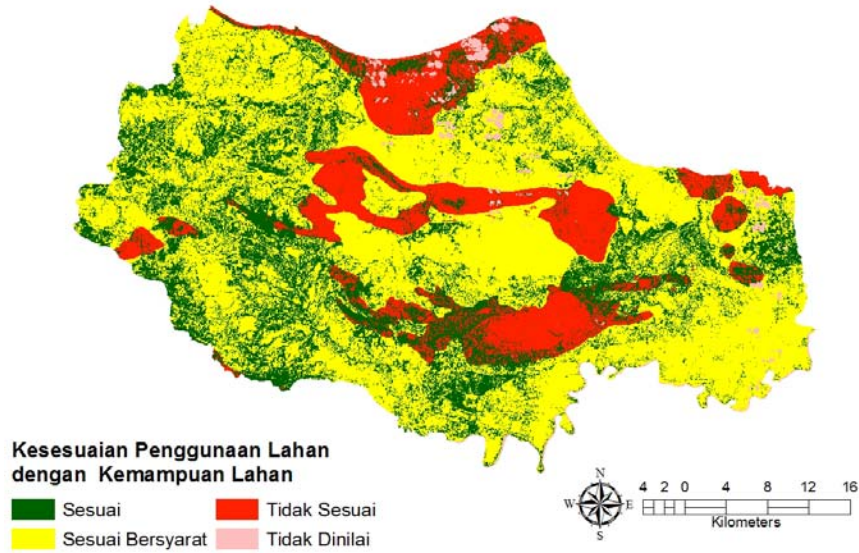 Kesesuaian Penggunaan Lahan
dengan Kemampuan Lahan
Sesuai
Tidak Sesuai
Sesuai Bersyarat
Tidak Dinilai
N
W E
S
4 2 0 4 8 12 16
Kilometers